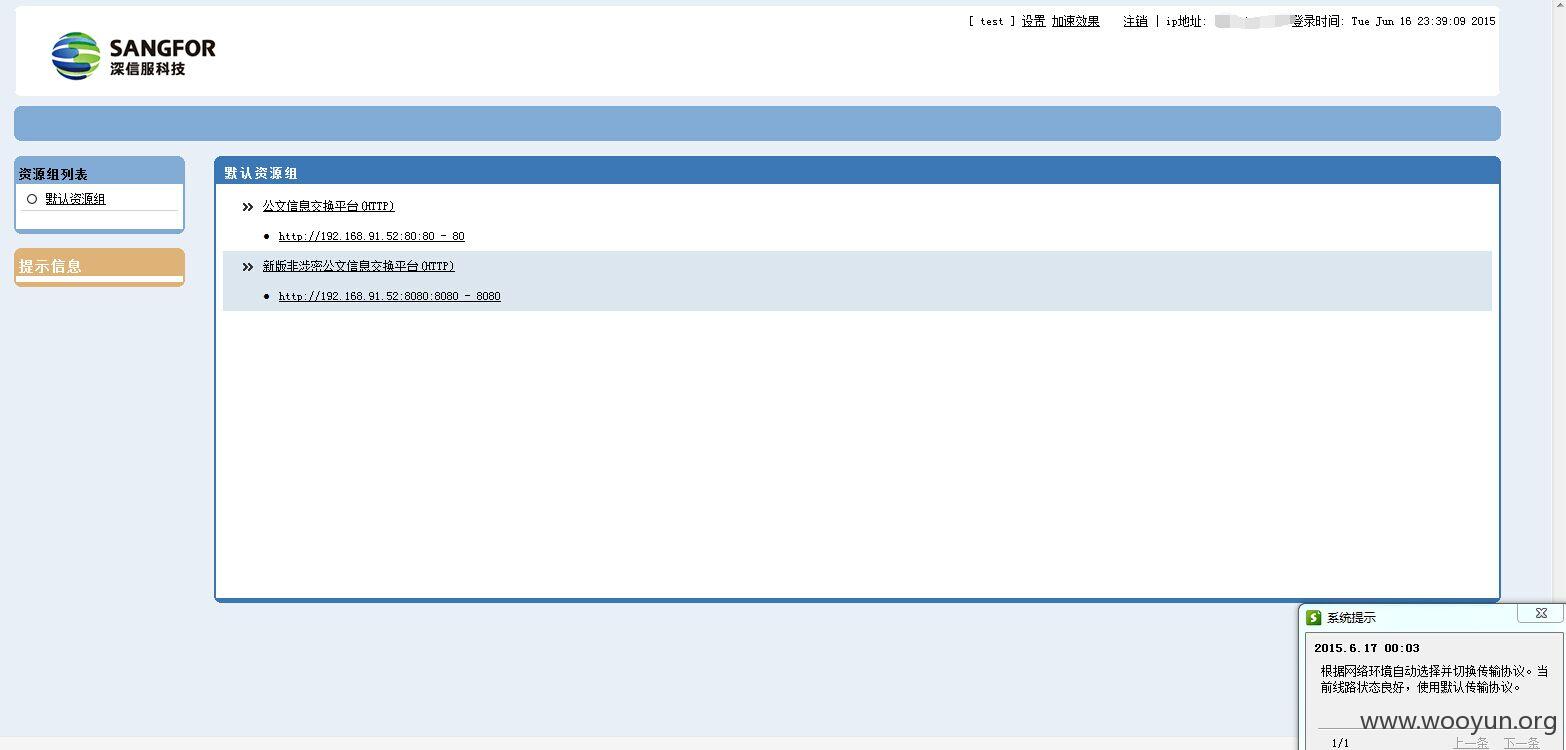 [ test ] 设置 加速效果 注销 | ip地址: 登录时间: Tue Jun 16 23:39:09 2015
SANGFOR
深信服科技
资源组列表
默认资源组
提示信息
默认资源组
公文信息交换平台(HTTP)
http://192.168.91.52:80:80 - 80
新版非涉密公文信息交换平台(HTTP)
http://192.168.91.52:8080:8080 - 8080
系统提示
2015.6.17 00:03
根据网络环境自动选择并切换传输协议。当
前线路状态良好，使用默认传输协议。
www.wooyun.org
1/1 上一条 下一条